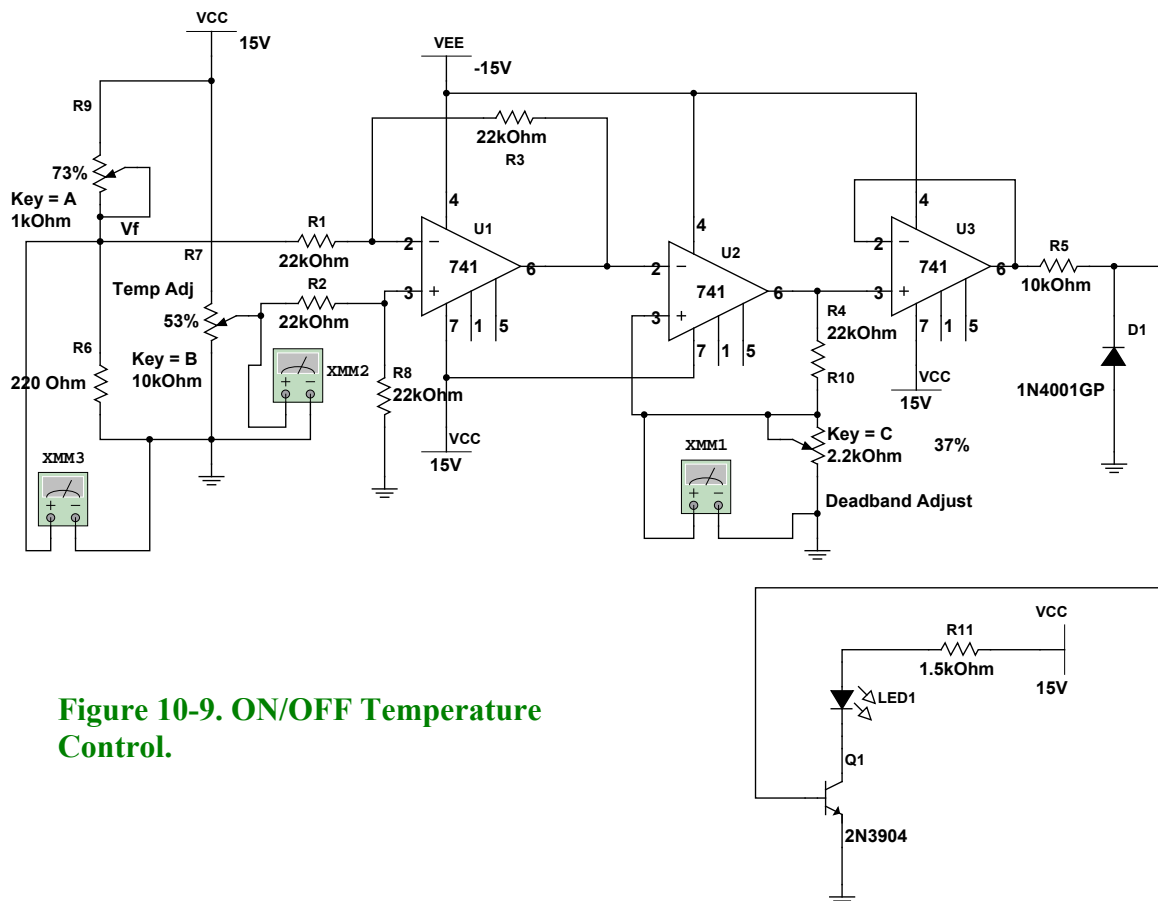 VCC
15V
R9
73%
Key = A
1kOhm
Vf
R7
Temp Adj
53%
Key = B
10kOhm
R6
220 Ohm
XMM3
+ −
XMM2
+ −
R1
22kOhm
R2
22kOhm
R8
22kOhm
VEE
-15V
22kOhm
R3
U1
741
2
−
3
+
4
6
7
1
5
VCC
15V
U2
741
2
−
3
+
4
6
7
1
5
R4
22kOhm
R10
Key = C
2.2kOhm
37%
Deadband Adjust
XMM1
+ −
U3
741
2
−
3
+
4
6
7
1
5
VCC
15V
R5
10kOhm
D1
1N4001GP
VCC
15V
R11
1.5kOhm
LED1
Q1
2N3904
Figure 10-9. ON/OFF Temperature
Control.